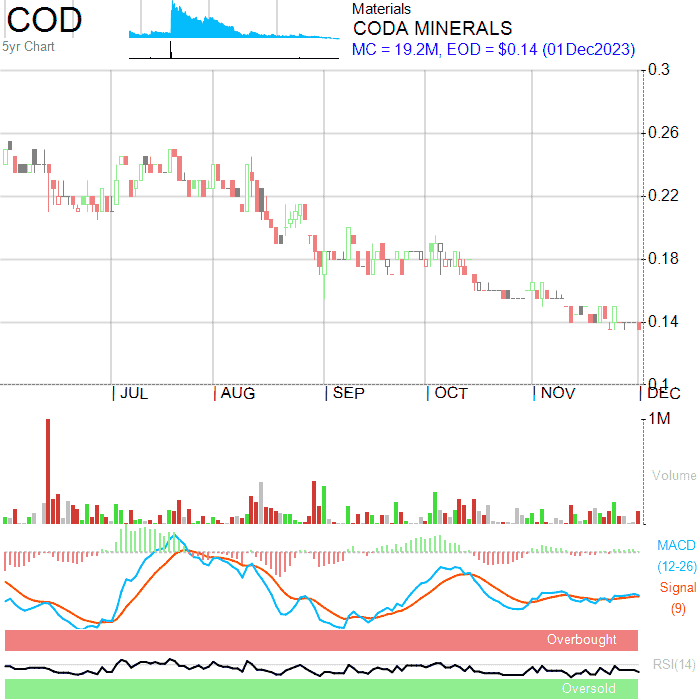 COD
5yr Chart
Materials
CODA MINERALS
MC = 19.2M, EOD = $0.14 (01Dec2023)
0.3
0.26
0.22
0.18
0.14
0.1
JUL AUG SEP OCT NOV DEC
1M
Volume
MACD
(12-26)
Signal
(9)
Overbought
RSI(14)
Oversold